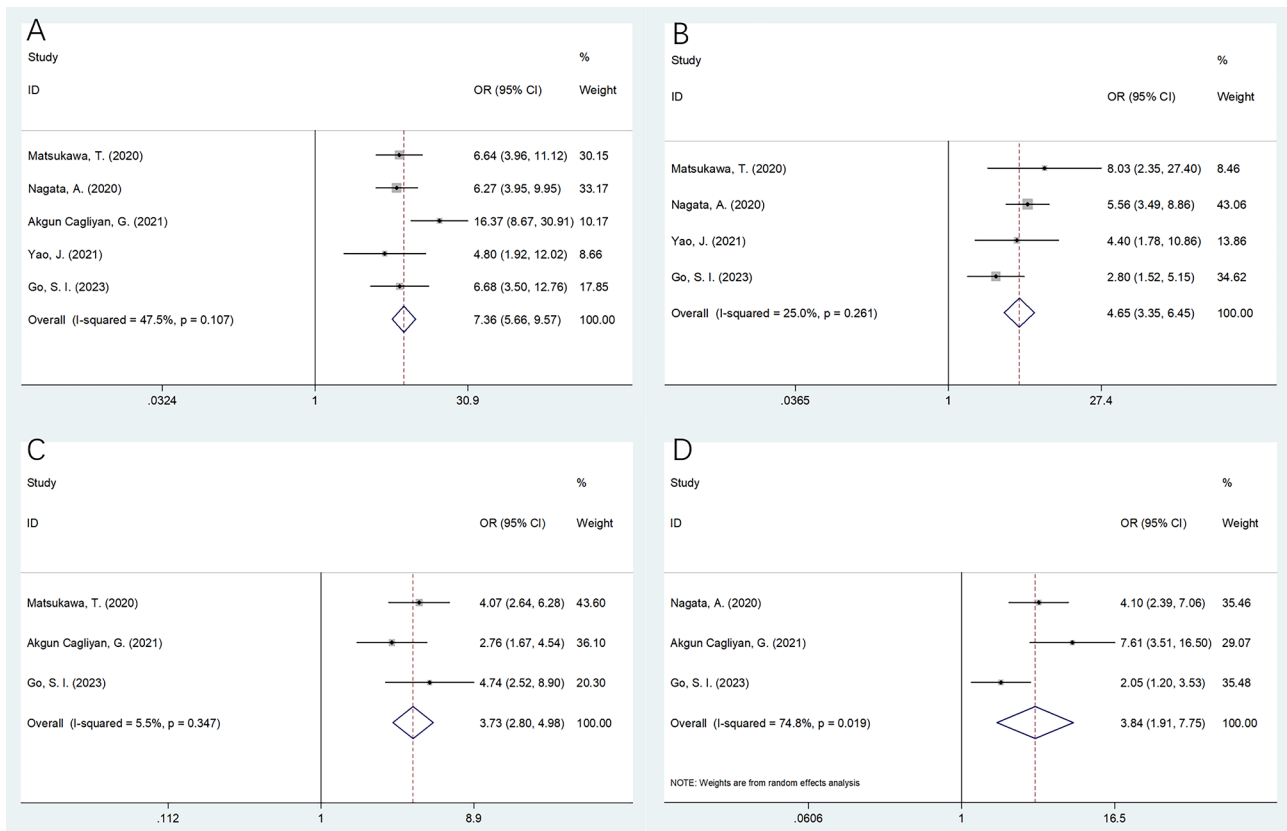 A
Study %
ID OR (95% CI) Weight
Matsukawa, T. (2020) 6.64 (3.96, 11.12) 30.15
Nagata, A. (2020) 6.27 (3.95, 9.95) 33.17
Akgun Cagliyan, G. (2021) 16.37 (8.67, 30.91) 10.17
Yao, J. (2021) 4.80 (1.92, 12.02) 8.66
Go, S. I. (2023) 6.68 (3.50, 12.76) 17.85
Overall (I-squared = 47.5%, p = 0.107) 7.36 (5.66, 9.57) 100.00
.0324 1 30.9
B
Study %
ID OR (95% CI) Weight
Matsukawa, T. (2020) 8.03 (2.35, 27.40) 8.46
Nagata, A. (2020) 5.56 (3.49, 8.86) 43.06
Yao, J. (2021) 4.40 (1.78, 10.86) 13.86
Go, S. I. (2023) 2.80 (1.52, 5.15) 34.62
Overall (I-squared = 25.0%, p = 0.261) 4.65 (3.35, 6.45) 100.00
.0365 1 27.4
C
Study %
ID OR (95% CI) Weight
Matsukawa, T. (2020) 4.07 (2.64, 6.28) 43.60
Akgun Cagliyan, G. (2021) 2.76 (1.67, 4.54) 36.10
Go, S. I. (2023) 4.74 (2.52, 8.90) 20.30
Overall (I-squared = 5.5%, p = 0.347) 3.73 (2.80, 4.98) 100.00
.112 1 8.9
D
Study %
ID OR (95% CI) Weight
Nagata, A. (2020) 4.10 (2.39, 7.06) 35.46
Akgun Cagliyan, G. (2021) 7.61 (3.51, 16.50) 29.07
Go, S. I. (2023) 2.05 (1.20, 3.53) 35.48
Overall (I-squared = 74.8%, p = 0.019) 3.84 (1.91, 7.75) 100.00
NOTE: Weights are from random effects analysis
.0606 1 16.5